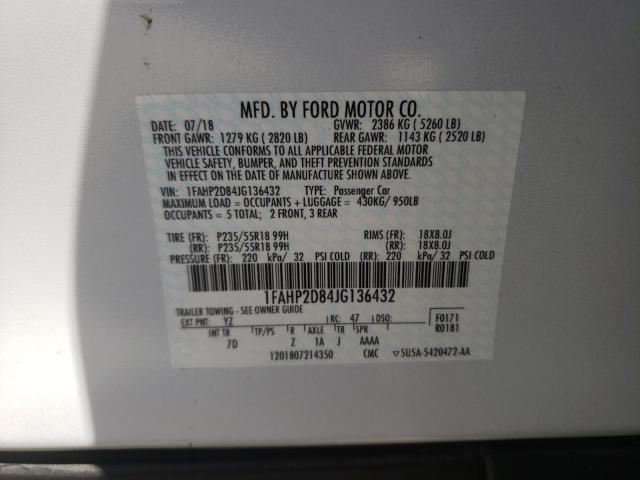 MFD. BY FORD MOTOR CO.
DATE: 07/18 GVWR: 2386 KG ( 5260 LB)
FRONT GAWR: 1279 KG ( 2820 LB) REAR GAWR: 1143 KG ( 2520 LB)
THIS VEHICLE CONFORMS TO ALL APPLICABLE FEDERAL MOTOR
VEHICLE SAFETY, BUMPER, AND THEFT PREVENTION STANDARDS
IN EFFECT ON THE DATE OF MANUFACTURE SHOWN ABOVE.
VIN: 1FAHP2D84JG136432 TYPE: Passenger Car
MAXIMUM LOAD = OCCUPANTS + LUGGAGE = 430KG/ 950LB
OCCUPANTS = 5 TOTAL; 2 FRONT, 3 REAR
TIRE (FR): P235/55R18 99H RIMS (FR): 18X8.0J
(RR): P235/55R18 99H (RR): 18X8.0J
PRESSURE (FR): 220 kPa/ 32 PSI COLD (RR): 220 kPa/ 32 PSI COLD
1FAHP2D84JG136432
TRAILER TOWING - SEE OWNER GUIDE
EXT PNT: YZ RC: 47 DSO: F0171
INT TR TP/PS R AXLE TR SPR R0181
7D Z 1A J AAAA
1201807214350 CMC ▽5U5A-5420472-AA